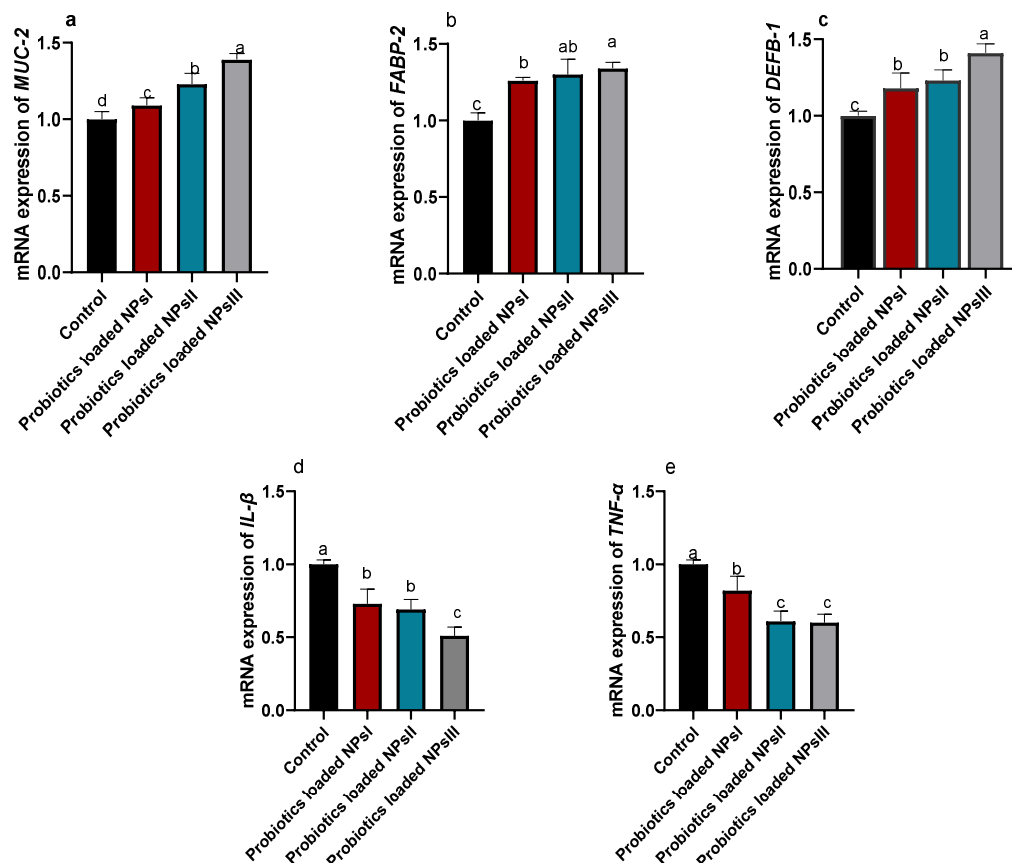 a
mRNA expression of MUC-2
1.5
1.0
0.5
0.0
d
c
b
a
Control
Probiotics loaded NPsI
Probiotics loaded NPsII
Probiotics loaded NPsIII
b
mRNA expression of FABP-2
1.5
1.0
0.5
0.0
c
b
ab
a
Control
Probiotics loaded NPsI
Probiotics loaded NPsII
Probiotics loaded NPsIII
c
mRNA expression of DEFB-1
1.5
1.0
0.5
0.0
c
b
b
a
Control
Probiotics loaded NPsI
Probiotics loaded NPsII
Probiotics loaded NPsIII
d
mRNA expression of IL-β
1.5
1.0
0.5
0.0
a
b
b
c
Control
Probiotics loaded NPsI
Probiotics loaded NPsII
Probiotics loaded NPsIII
e
mRNA expression of TNF-α
1.5
1.0
0.5
0.0
a
b
c
c
Control
Probiotics loaded NPsI
Probiotics loaded NPsII
Probiotics loaded NPsIII